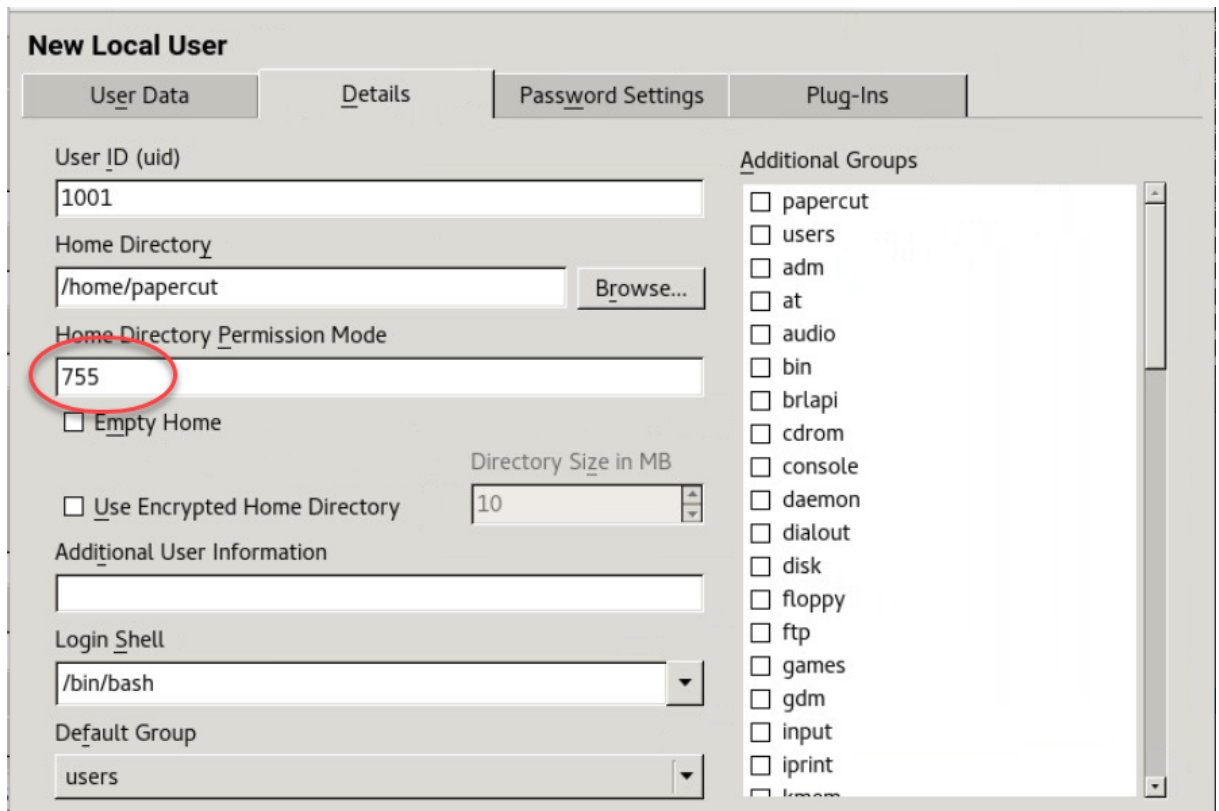 New Local User
User Data
Details
Password Settings
Plug-Ins
User ID (uid)
1001
Home Directory
/home/papercut
Browse...
Home Directory Permission Mode
755
Empty Home
Directory Size in MB
Use Encrypted Home Directory
10
Additional User Information
Login Shell
/bin/bash
Default Group
users
Additional Groups
papercut
users
adm
at
audio
bin
brlapi
cdrom
console
daemon
dialout
disk
floppy
ftp
games
gdm
input
iprint